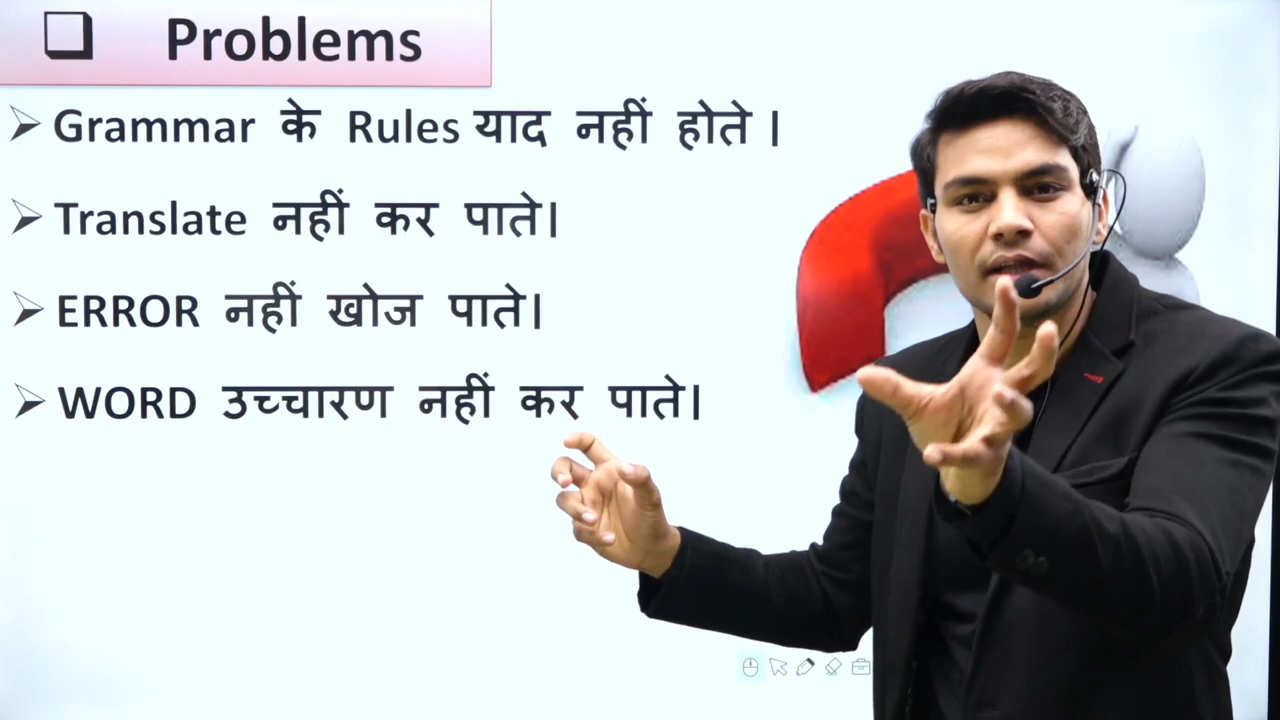 Problems
Grammar के Rules याद नहीं होते ।
Translate नहीं कर पाते।
ERROR नहीं खोज पाते।
WORD उच्चारण नहीं कर पाते।